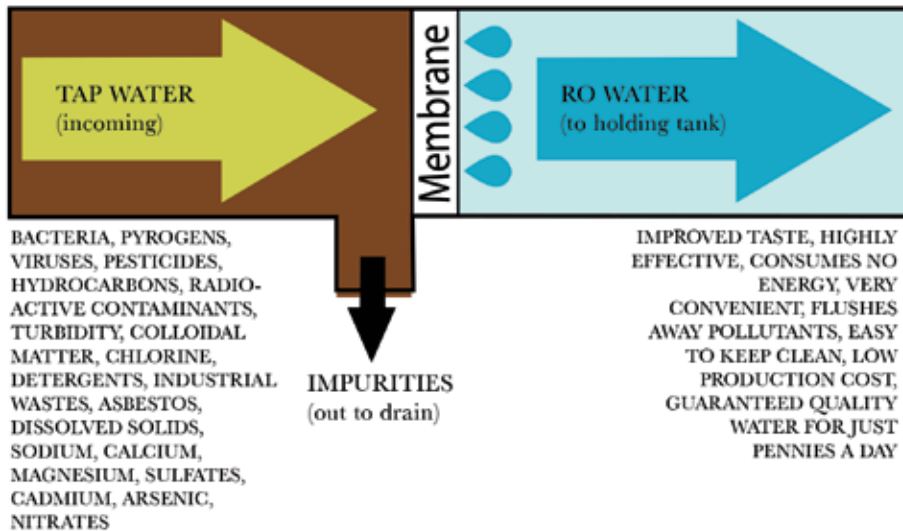 TAP WATER
(incoming)
Membrane
RO WATER
(to holding tank)
BACTERIA, PYROGENS,
VIRUSES, PESTICIDES,
HYDROCARBONS, RADIO-
ACTIVE CONTAMINANTS,
TURBIDITY, COLLOIDAL
MATTER, CHLORINE,
DETERGENTS, INDUSTRIAL
WASTES, ASBESTOS,
DISSOLVED SOLIDS,
SODIUM, CALCIUM,
MAGNESIUM, SULFATES,
CADMIUM, ARSENIC,
NITRATES
IMPURITIES
(out to drain)
IMPROVED TASTE, HIGHLY
EFFECTIVE, CONSUMES NO
ENERGY, VERY
CONVENIENT, FLUSHES
AWAY POLLUTANTS, EASY
TO KEEP CLEAN, LOW
PRODUCTION COST,
GUARANTEED QUALITY
WATER FOR JUST
PENNIES A DAY